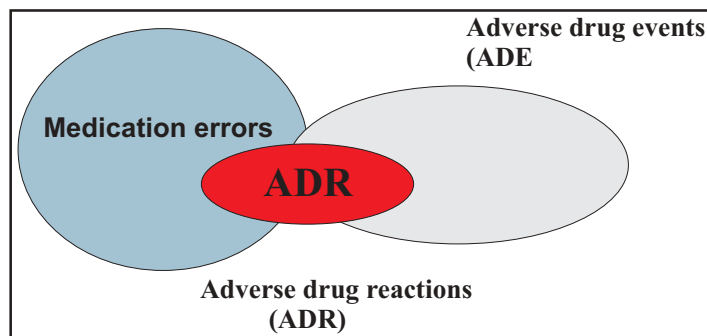 Adverse drug events
(ADE
Medication errors
ADR
Adverse drug reactions
(ADR)